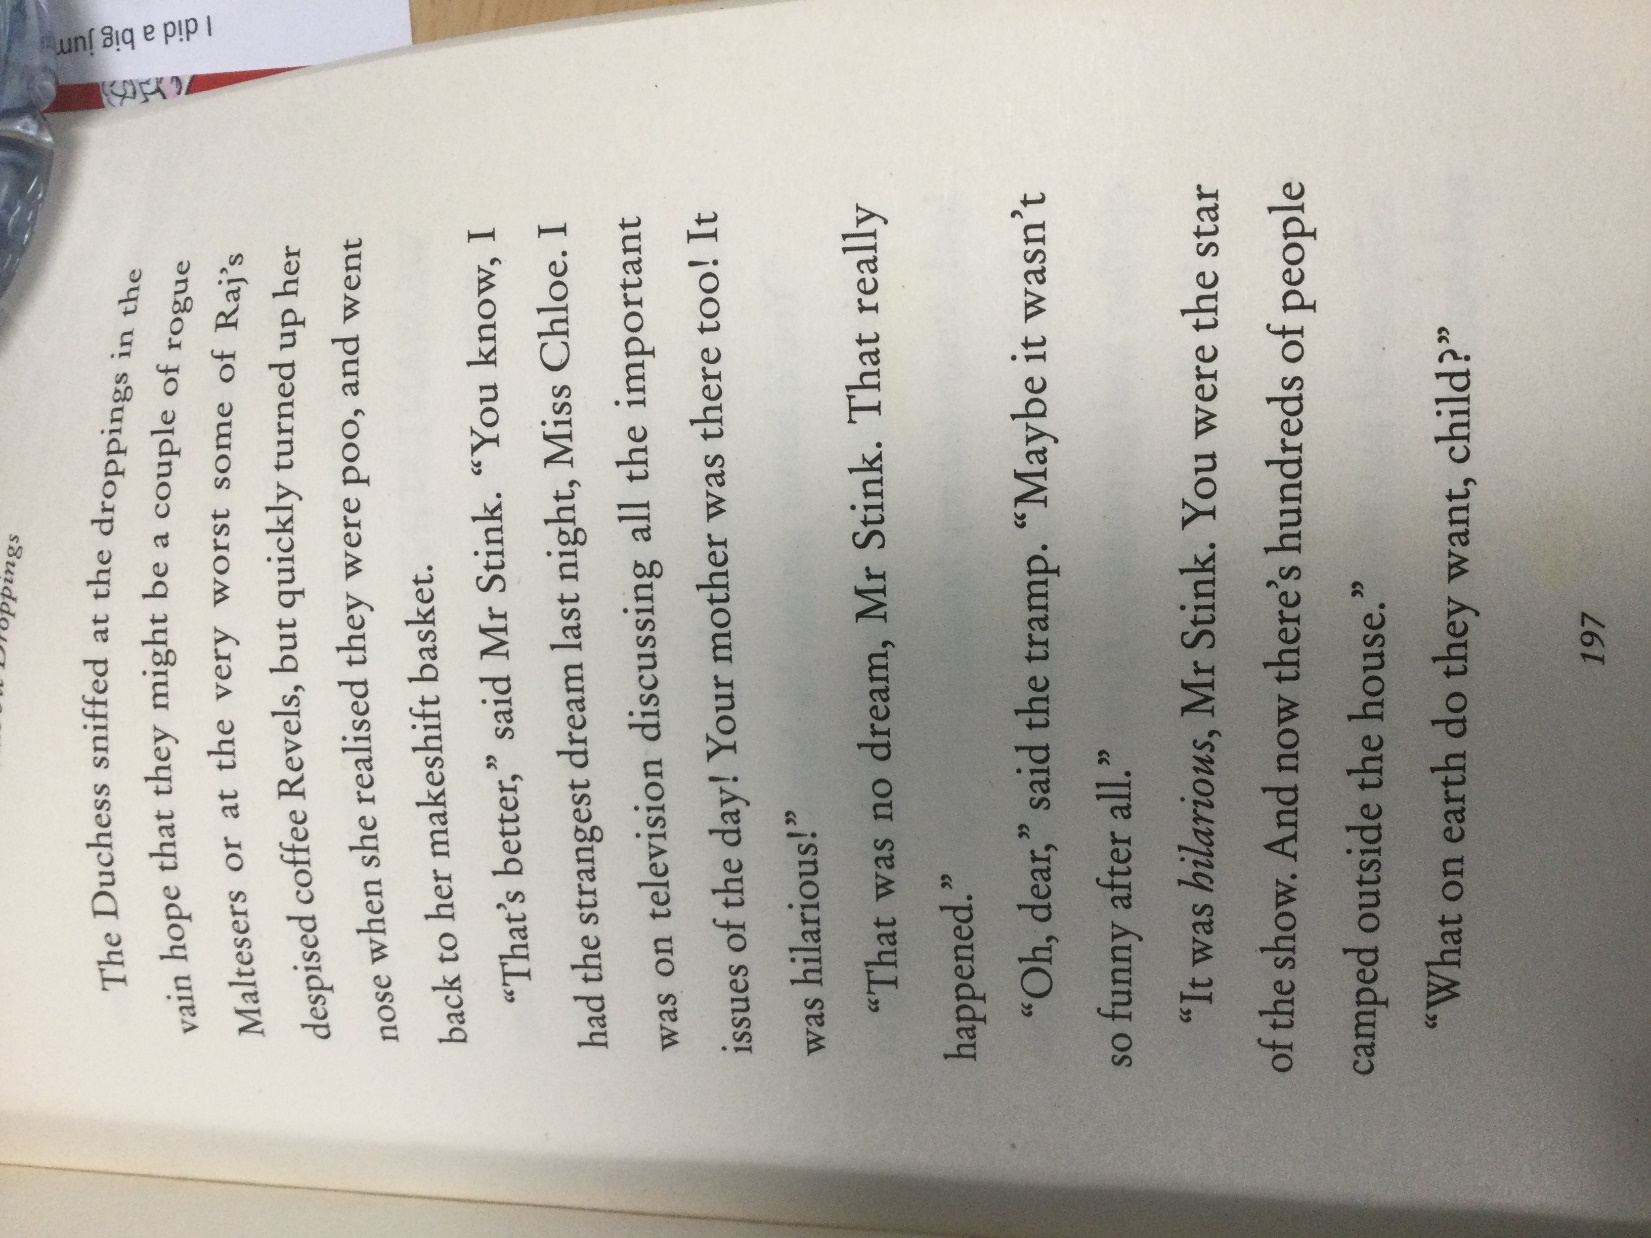 Droppings
The Duchess sniffed at the droppings in the
vain hope that they might be a couple of rogue
Maltesers or at the very worst some of Raj’s
despised coffee Revels, but quickly turned up her
nose when she realised they were poo, and went
back to her makeshift basket.
“That’s better,” said Mr Stink. “You know, I
had the strangest dream last night, Miss Chloe. I
was on television discussing all the important
issues of the day! Your mother was there too! It
was hilarious!”
“That was no dream, Mr Stink. That really
happened.”
“Oh, dear,” said the tramp. “Maybe it wasn’t
so funny after all.”
“It was hilarious, Mr Stink. You were the star
of the show. And now there’s hundreds of people
camped outside the house.”
“What on earth do they want, child?”
197
I did a big jum